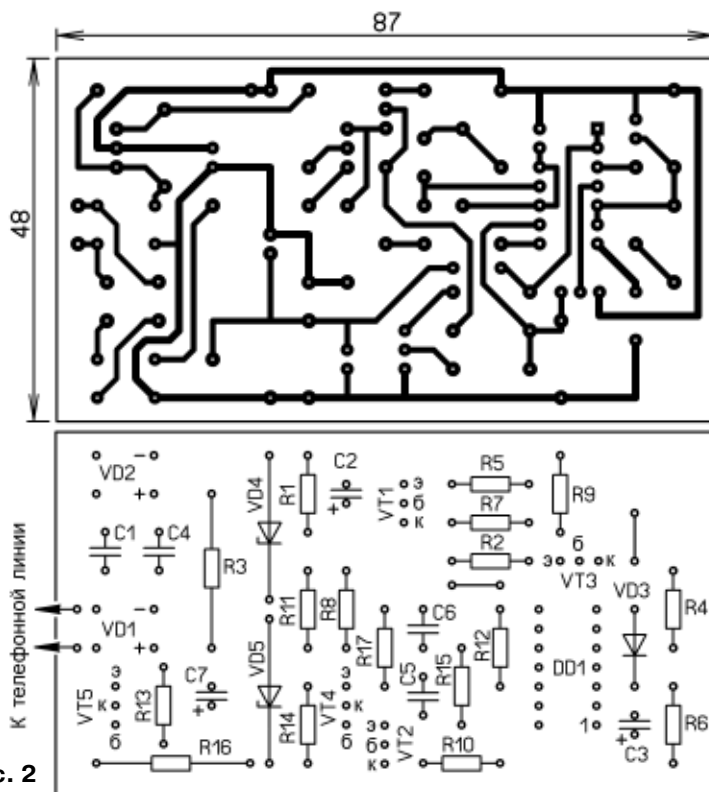 87
48
VD2
C1
C4
R3
VD4
R1
C2
VT1
э
б
к
R5
R7
R2
R9
э
б
к
VT3
VD3
R4
К телефонной линии
VD1
R11
R8
R17
C6
C5
R15
R12
DD1
VT5
э
к
б
R13
C7
VD5
R14
VT4
э
к
б
э
б
к
VT2
R16
R10
1
C3
R6
с. 2